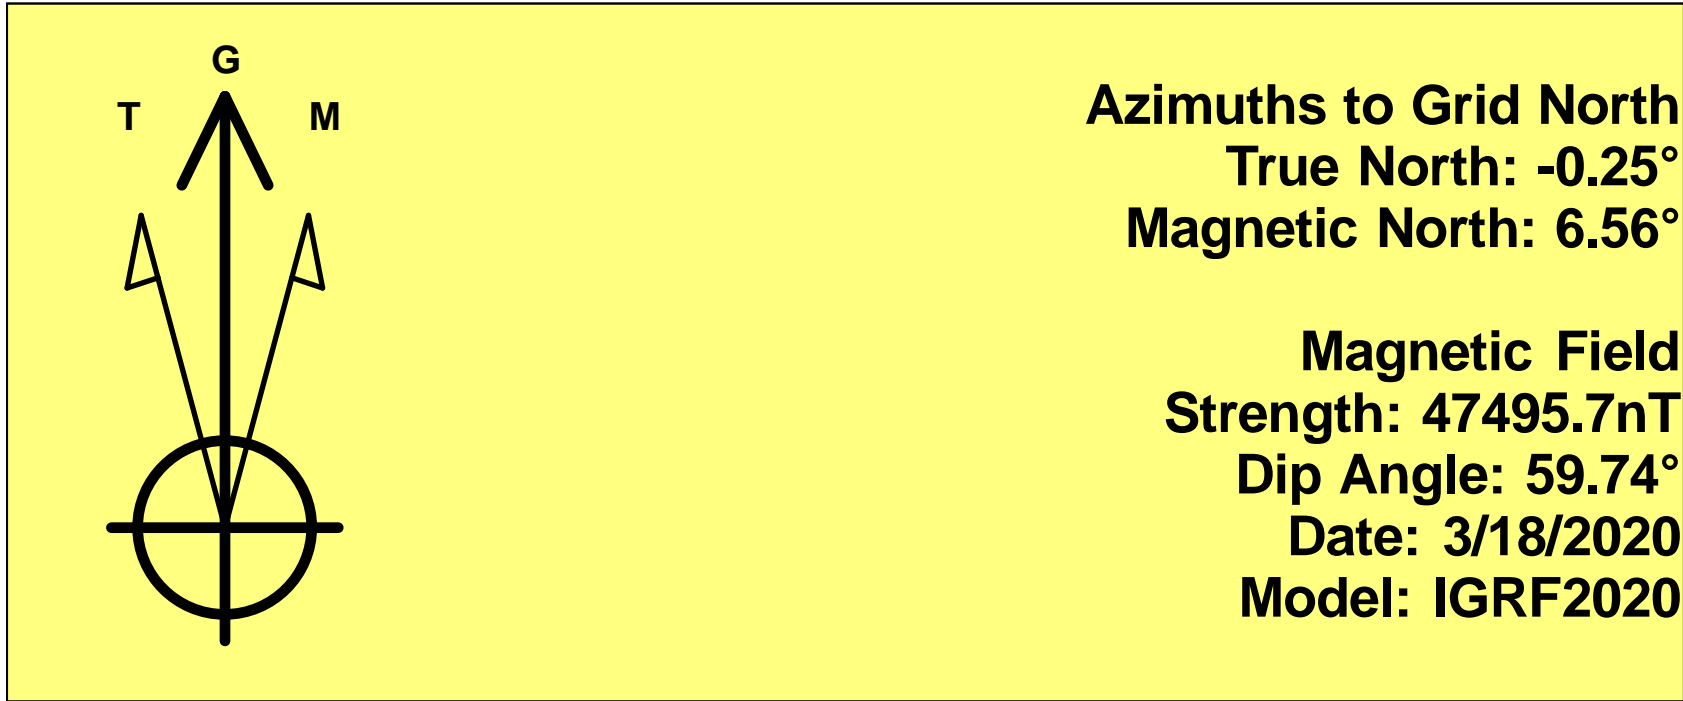 G
T M
Azimuths to Grid North
True North: -0.25°
Magnetic North: 6.56°
Magnetic Field
Strength: 47495.7nT
Dip Angle: 59.74°
Date: 3/18/2020
Model: IGRF2020